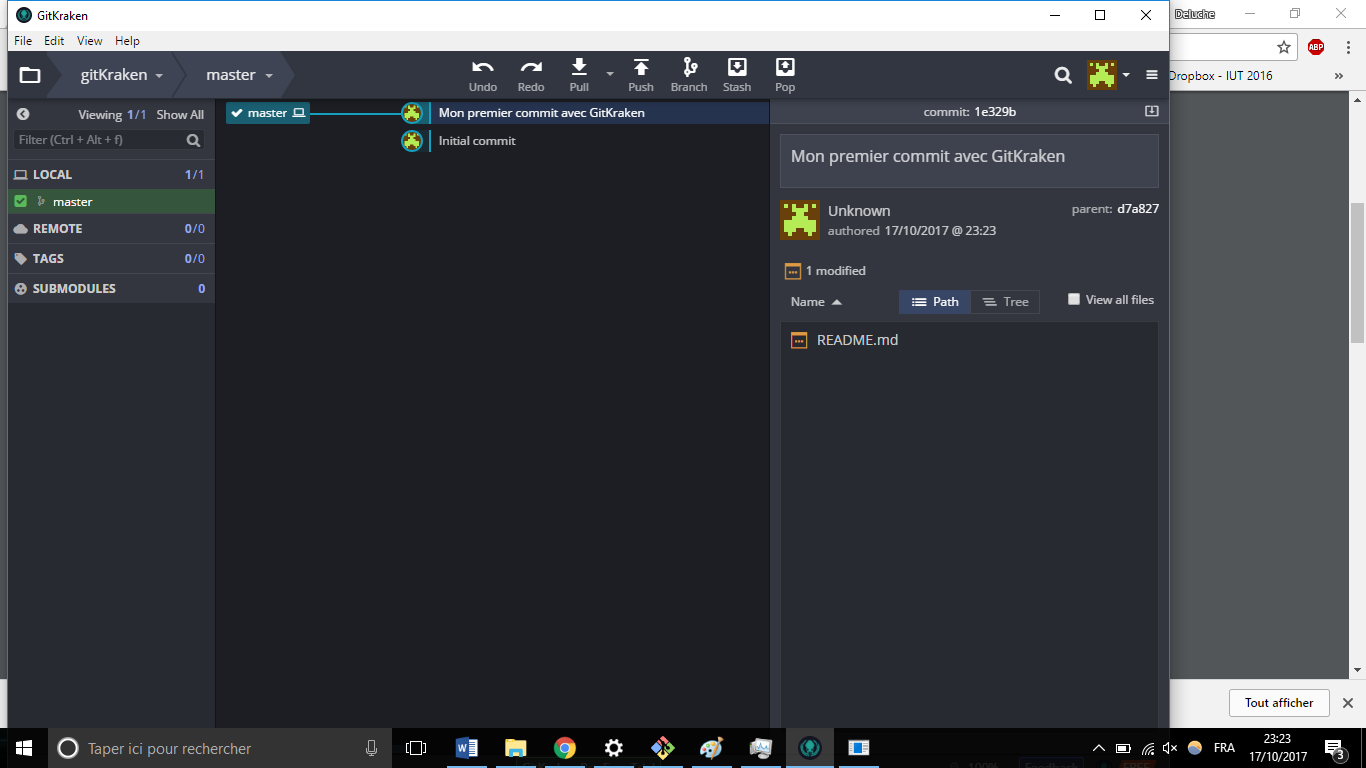 GitKraken
Deluche
File Edit View Help
gitKraken master
Undo Redo Pull Push Branch Stash Pop
ABP
Dropbox - IUT 2016
»
Viewing 1/1 Show All
Filter (Ctrl + Alt + f)
LOCAL 1/1
master
REMOTE 0/0
TAGS 0/0
SUBMODULES 0
master
Mon premier commit avec GitKraken
Initial commit
commit: 1e329b
Mon premier commit avec GitKraken
Unknown parent: d7a827
authored 17/10/2017 @ 23:23
1 modified
Name Path Tree View all files
README.md
Tout afficher
Taper ici pour rechercher
FRA
23:23
17/10/2017
3
100% Feedback FREE